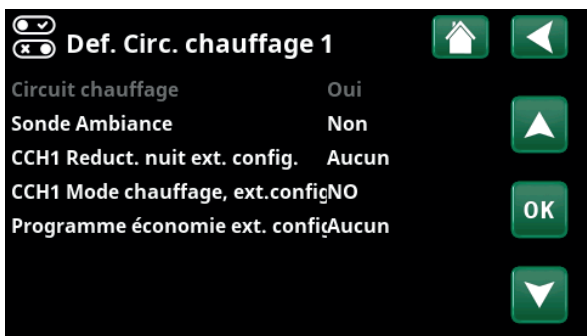 Def. Circ. chauffage 1
Circuit chauffage Oui
Sonde Ambiance Non
CCH1 Reduct. nuit ext. config. Aucun
CCH1 Mode chauffage, ext.config NO
OK
Programme économie ext. config Aucun